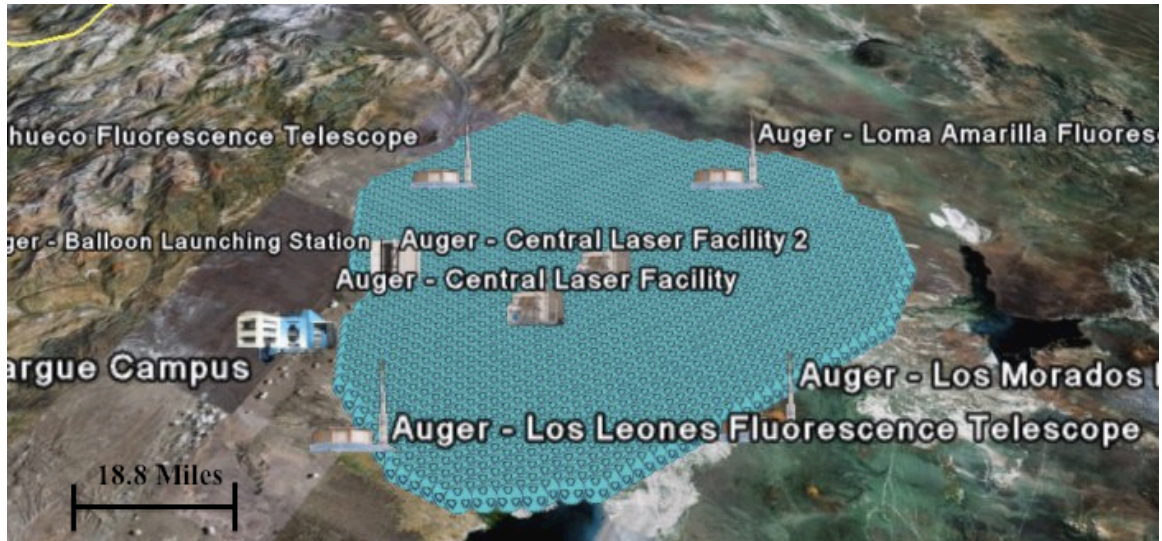 hueco Fluorescence Telescope
Auger - Loma Amarilla Fluores
ger - Balloon Launching Station
Auger - Central Laser Facility 2
Auger - Central Laser Facility
argue Campus
Auger - Los Morados
Auger - Los Leones Fluorescence Telescope
18.8 Miles